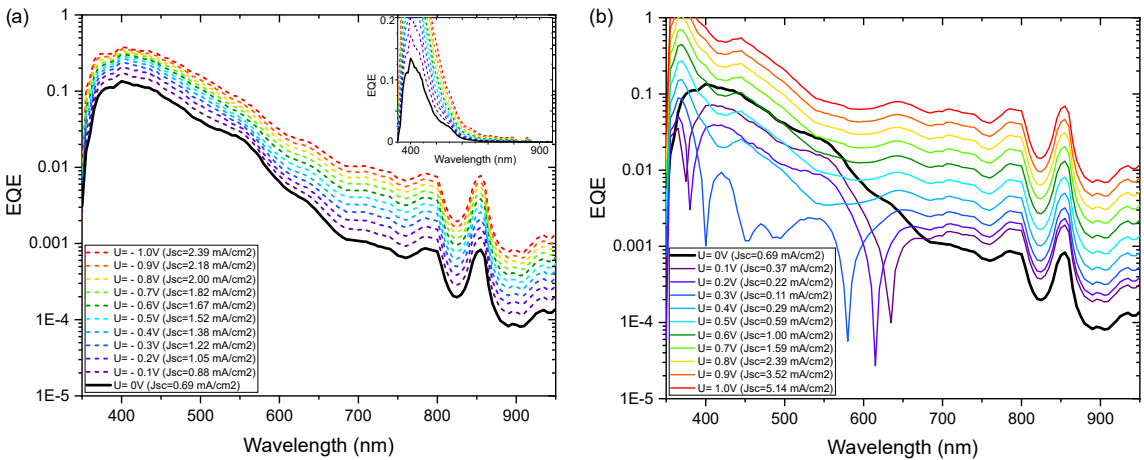 (a)
EQE
1
0.1
0.01
0.001
1E-4
1E-5
400
500
600
700
800
900
Wavelength (nm)
U= - 1.0V (Jsc=2.39 mA/cm2)
U= - 0.9V (Jsc=2.18 mA/cm2)
U= - 0.8V (Jsc=2.00 mA/cm2)
U= - 0.7V (Jsc=1.82 mA/cm2)
U= - 0.6V (Jsc=1.67 mA/cm2)
U= - 0.5V (Jsc=1.52 mA/cm2)
U= - 0.4V (Jsc=1.38 mA/cm2)
U= - 0.3V (Jsc=1.22 mA/cm2)
U= - 0.2V (Jsc=1.05 mA/cm2)
U= - 0.1V (Jsc=0.88 mA/cm2)
U= 0V (Jsc=0.69 mA/cm2)
EQE
0.2
0.1
0
400
900
Wavelength (nm)
(b)
EQE
1
0.1
0.01
0.001
1E-4
1E-5
400
500
600
700
800
900
Wavelength (nm)
U= 0V (Jsc=0.69 mA/cm2)
U= 0.1V (Jsc=0.37 mA/cm2)
U= 0.2V (Jsc=0.22 mA/cm2)
U= 0.3V (Jsc=0.11 mA/cm2)
U= 0.4V (Jsc=0.29 mA/cm2)
U= 0.5V (Jsc=0.59 mA/cm2)
U= 0.6V (Jsc=1.00 mA/cm2)
U= 0.7V (Jsc=1.59 mA/cm2)
U= 0.8V (Jsc=2.39 mA/cm2)
U= 0.9V (Jsc=3.52 mA/cm2)
U= 1.0V (Jsc=5.14 mA/cm2)